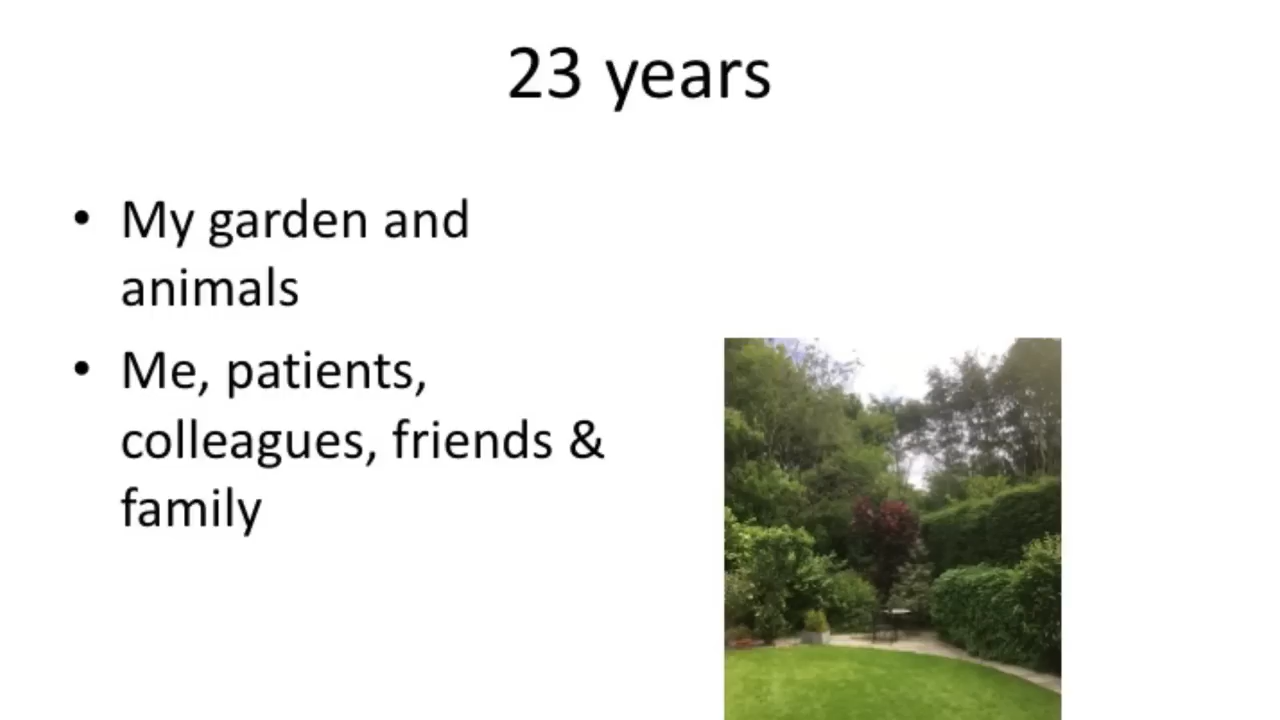 23 years
• My garden and
animals
• Me, patients,
colleagues, friends &
family